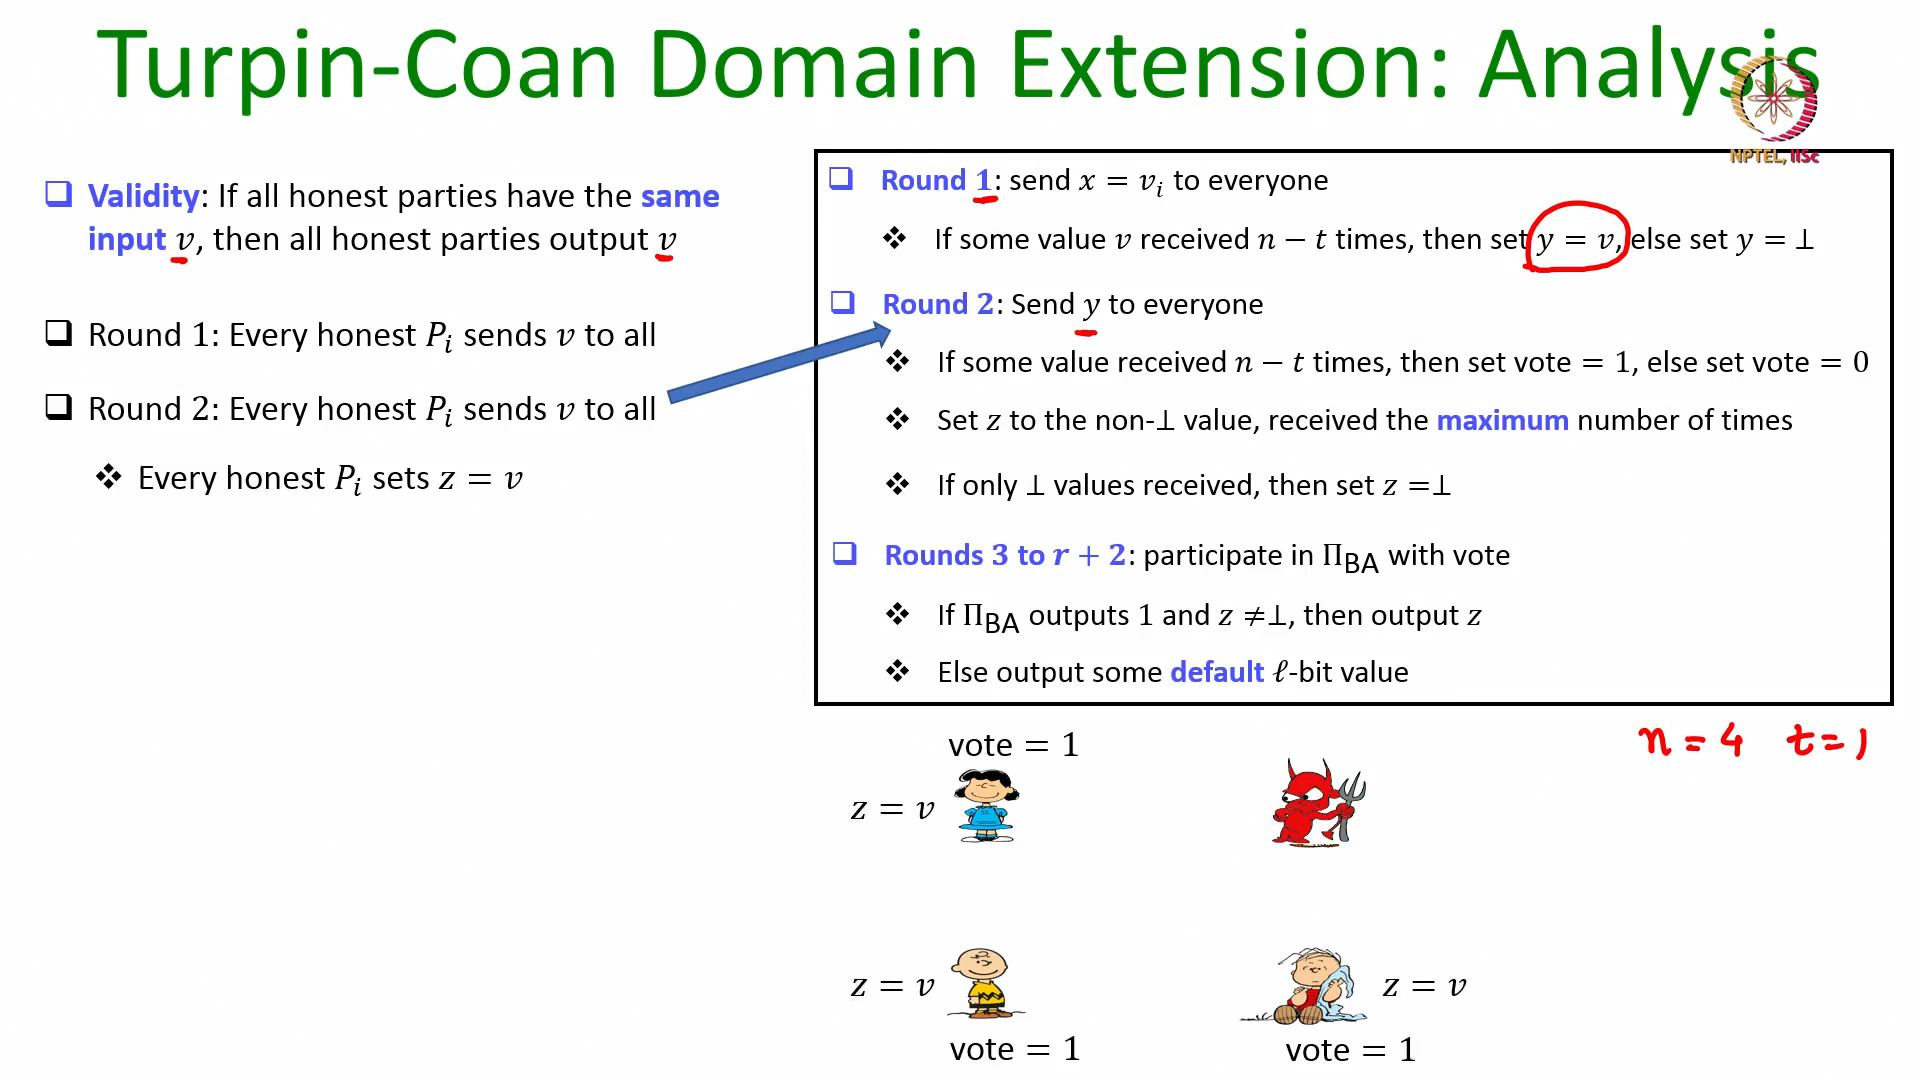 Turpin-Coan Domain Extension: Analysis
NPTEL, IISc
❑ Validity: If all honest parties have the same
input v, then all honest parties output v
❑ Round 1: Every honest Pᵢ sends v to all
❑ Round 2: Every honest Pᵢ sends v to all
❖ Every honest Pᵢ sets z = v
❑ Round 1: send x = vᵢ to everyone
❖ If some value v received n − t times, then set y = v, else set y = ⊥
❑ Round 2: Send y to everyone
❖ If some value received n − t times, then set vote = 1, else set vote = 0
❖ Set z to the non-⊥ value, received the maximum number of times
❖ If only ⊥ values received, then set z =⊥
❑ Rounds 3 to r + 2: participate in Π_BA with vote
❖ If Π_BA outputs 1 and z ≠⊥, then output z
❖ Else output some default ℓ-bit value
n = 4 t = 1
vote = 1
z = v
z = v
z = v
vote = 1
vote = 1